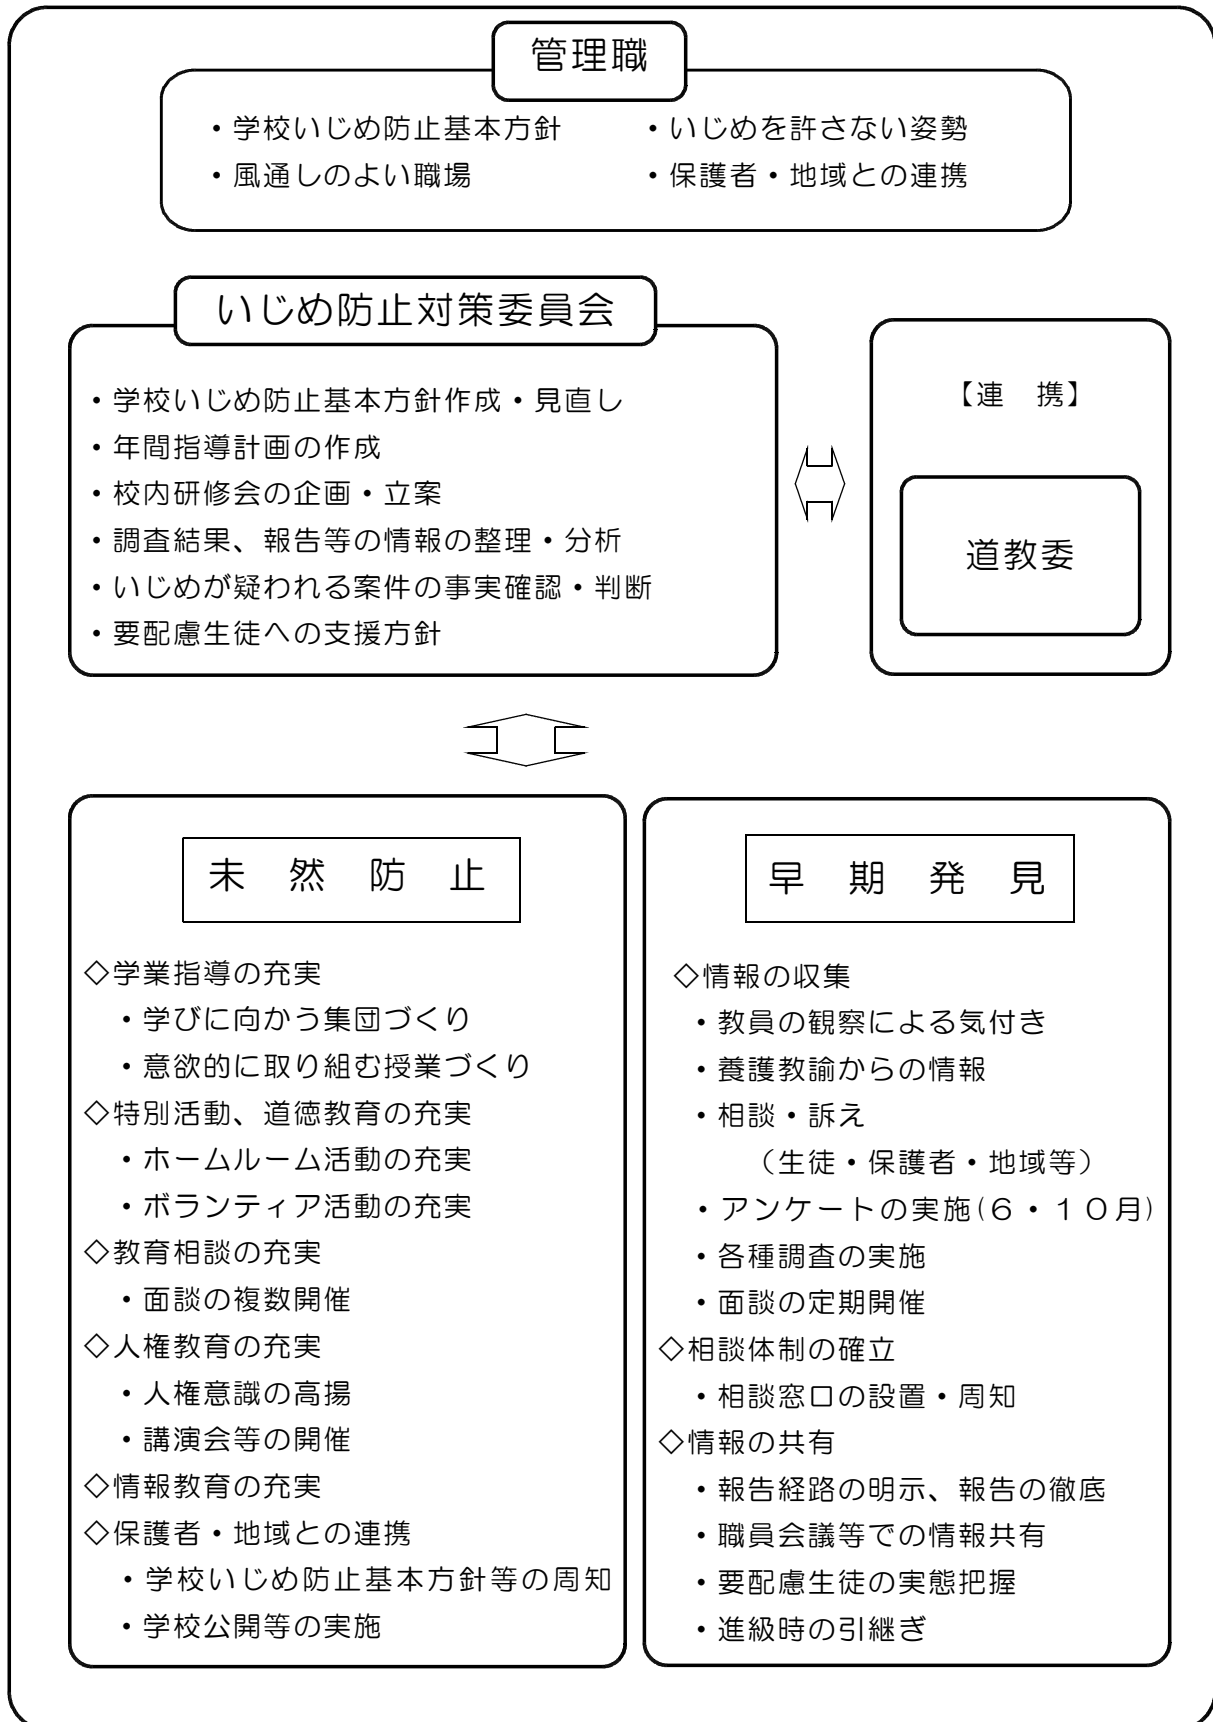 管理職
・学校いじめ防止基本方針　　・いじめを許さない姿勢
・風通しのよい職場　　・保護者・地域との連携
いじめ防止対策委員会
・学校いじめ防止基本方針作成・見直し
・年間指導計画の作成
・校内研修会の企画・立案
・調査結果、報告等の情報の整理・分析
・いじめが疑われる案件の事実確認・判断
・要配慮生徒への支援方針
【連　携】
道教委
未　然　防　止
◇学業指導の充実
・学びに向かう集団づくり
・意欲的に取り組む授業づくり
◇特別活動、道徳教育の充実
・ホームルーム活動の充実
・ボランティア活動の充実
◇教育相談の充実
・面談の複数開催
◇人権教育の充実
・人権意識の高揚
・講演会等の開催
◇情報教育の充実
◇保護者・地域との連携
・学校いじめ防止基本方針等の周知
・学校公開等の実施
早　期　発　見
◇情報の収集
・教員の観察による気付き
・養護教諭からの情報
・相談・訴え
（生徒・保護者・地域等）
・アンケートの実施(６・１０月)
・各種調査の実施
・面談の定期開催
◇相談体制の確立
・相談窓口の設置・周知
◇情報の共有
・報告経路の明示、報告の徹底
・職員会議等での情報共有
・要配慮生徒の実態把握
・進級時の引継ぎ